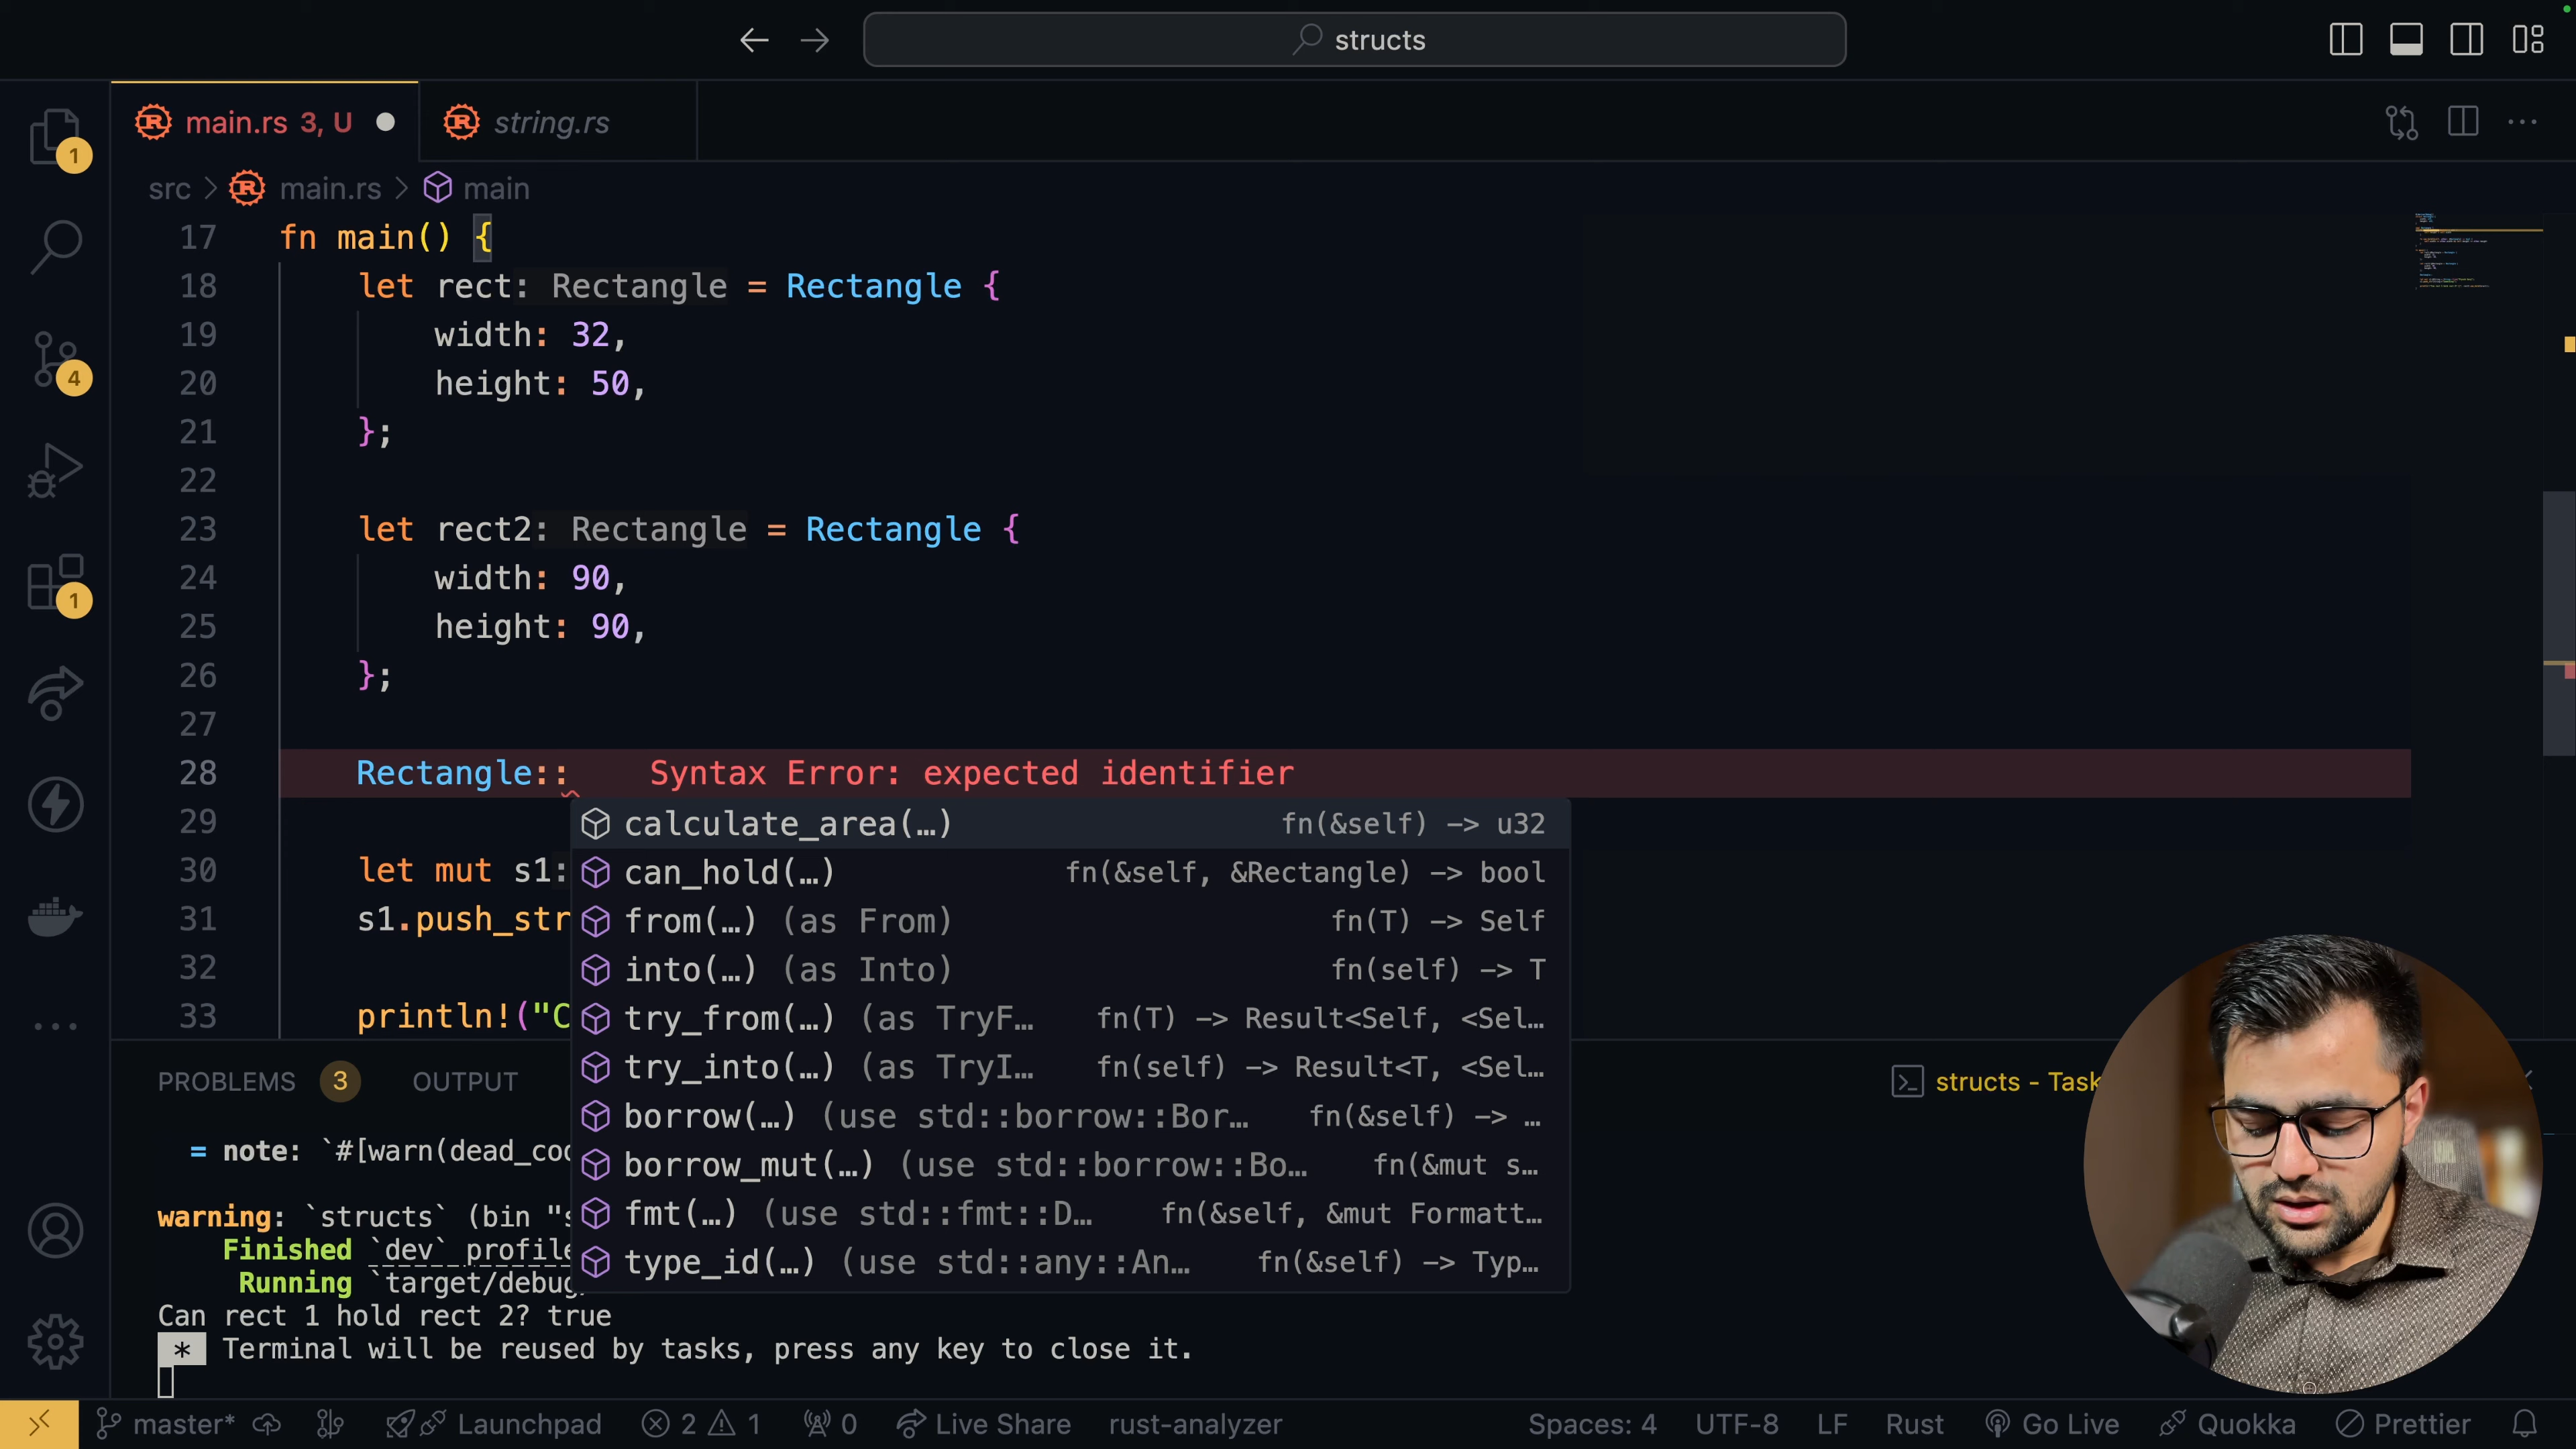 structs
main.rs 3, U
string.rs
src > main.rs > main
17 fn main() {
18 let rect: Rectangle = Rectangle {
19 width: 32,
20 height: 50,
21 };
22
23 let rect2: Rectangle = Rectangle {
24 width: 90,
25 height: 90,
26 };
27
28 Rectangle:: Syntax Error: expected identifier
29
30 let mut s1:
31 s1.push_str
32
33 println!("C
calculate_area(…) fn(&self) -> u32
can_hold(…) fn(&self, &Rectangle) -> bool
from(…) (as From) fn(T) -> Self
into(…) (as Into) fn(self) -> T
try_from(…) (as TryF… fn(T) -> Result<Self, <Sel…
try_into(…) (as TryI… fn(self) -> Result<T, <Sel…
borrow(…) (use std::borrow::Bor… fn(&self) -> …
borrow_mut(…) (use std::borrow::Bo… fn(&mut s…
fmt(…) (use std::fmt::D… fn(&self, &mut Formatt…
type_id(…) (use std::any::An… fn(&self) -> Typ…
1
4
1
PROBLEMS 3 OUTPUT
structs - Task
= note: `#[warn(dead_cod
warning: `structs` (bin "s
Finished `dev` profile
Running `target/debug/
Can rect 1 hold rect 2? true
* Terminal will be reused by tasks, press any key to close it.
master* Launchpad 2 1 0 Live Share rust-analyzer Spaces: 4 UTF-8 LF Rust Go Live Quokka Prettier